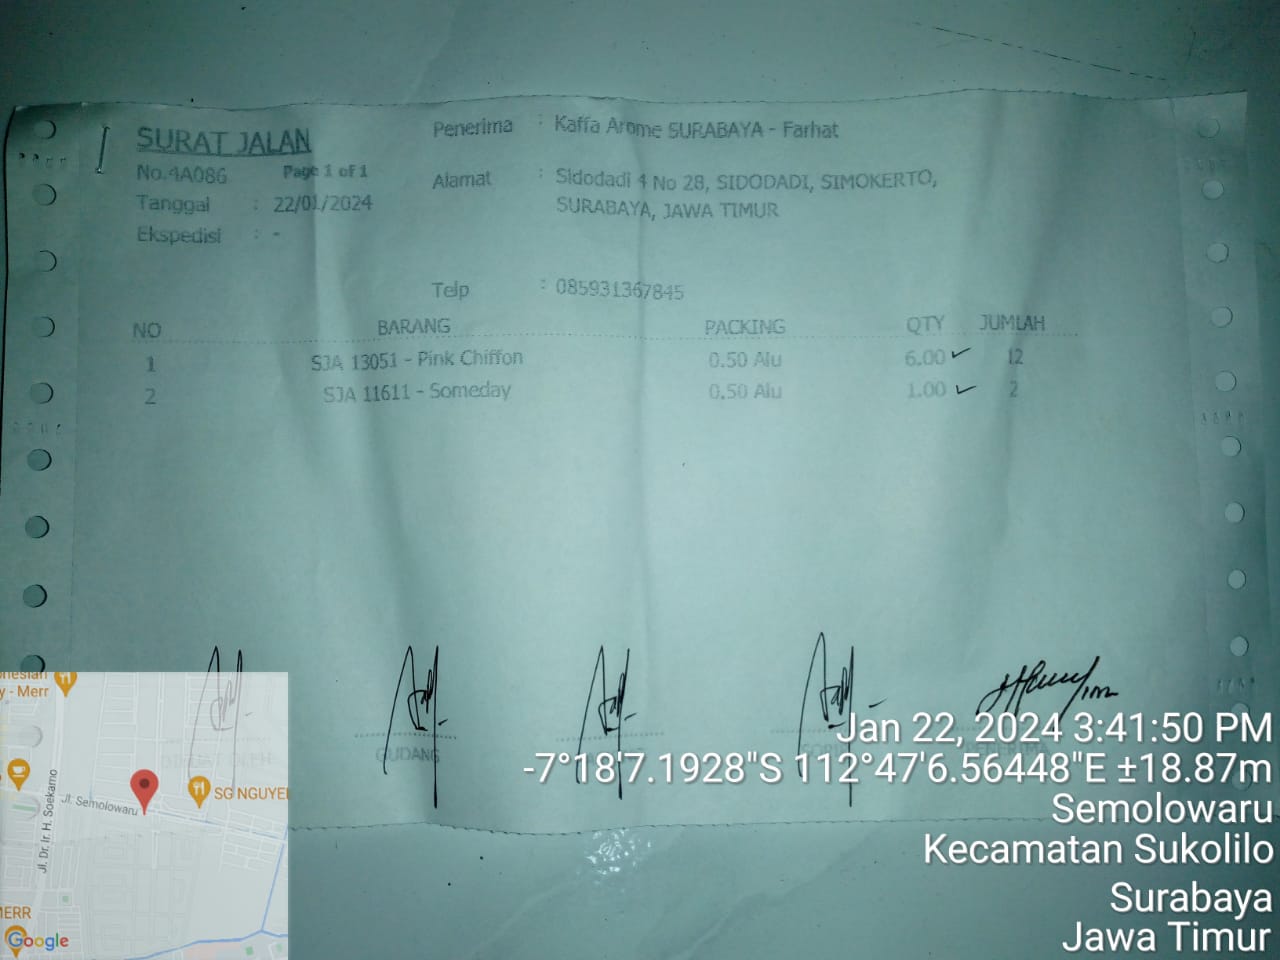 SURAT JALAN
No.4A086 Page 1 of 1
Tanggal : 22/01/2024
Ekspedisi : -
Penerima : Kaffa Arome SURABAYA - Farhat
Alamat : Sidodadi 4 No 28, SIDODADI, SIMOKERTO,
SURABAYA, JAWA TIMUR
Telp : 085931367845
NO BARANG PACKING QTY JUMLAH
1 SJA 13051 - Pink Chiffon 0.50 Alu 6.00 12
2 SJA 11611 - Someday 0.50 Alu 1.00 2
GUDANG PENERIMA
Jan 22, 2024 3:41:50 PM
-7°18'7.1928"S 112°47'6.56448"E ±18.87m
Semolowaru
Kecamatan Sukolilo
Surabaya
Jawa Timur
y - Merr
Jl. Semolowaru
SG NGUYEI
Jl. Dr. Ir. H. Soekarno
MERR
Google